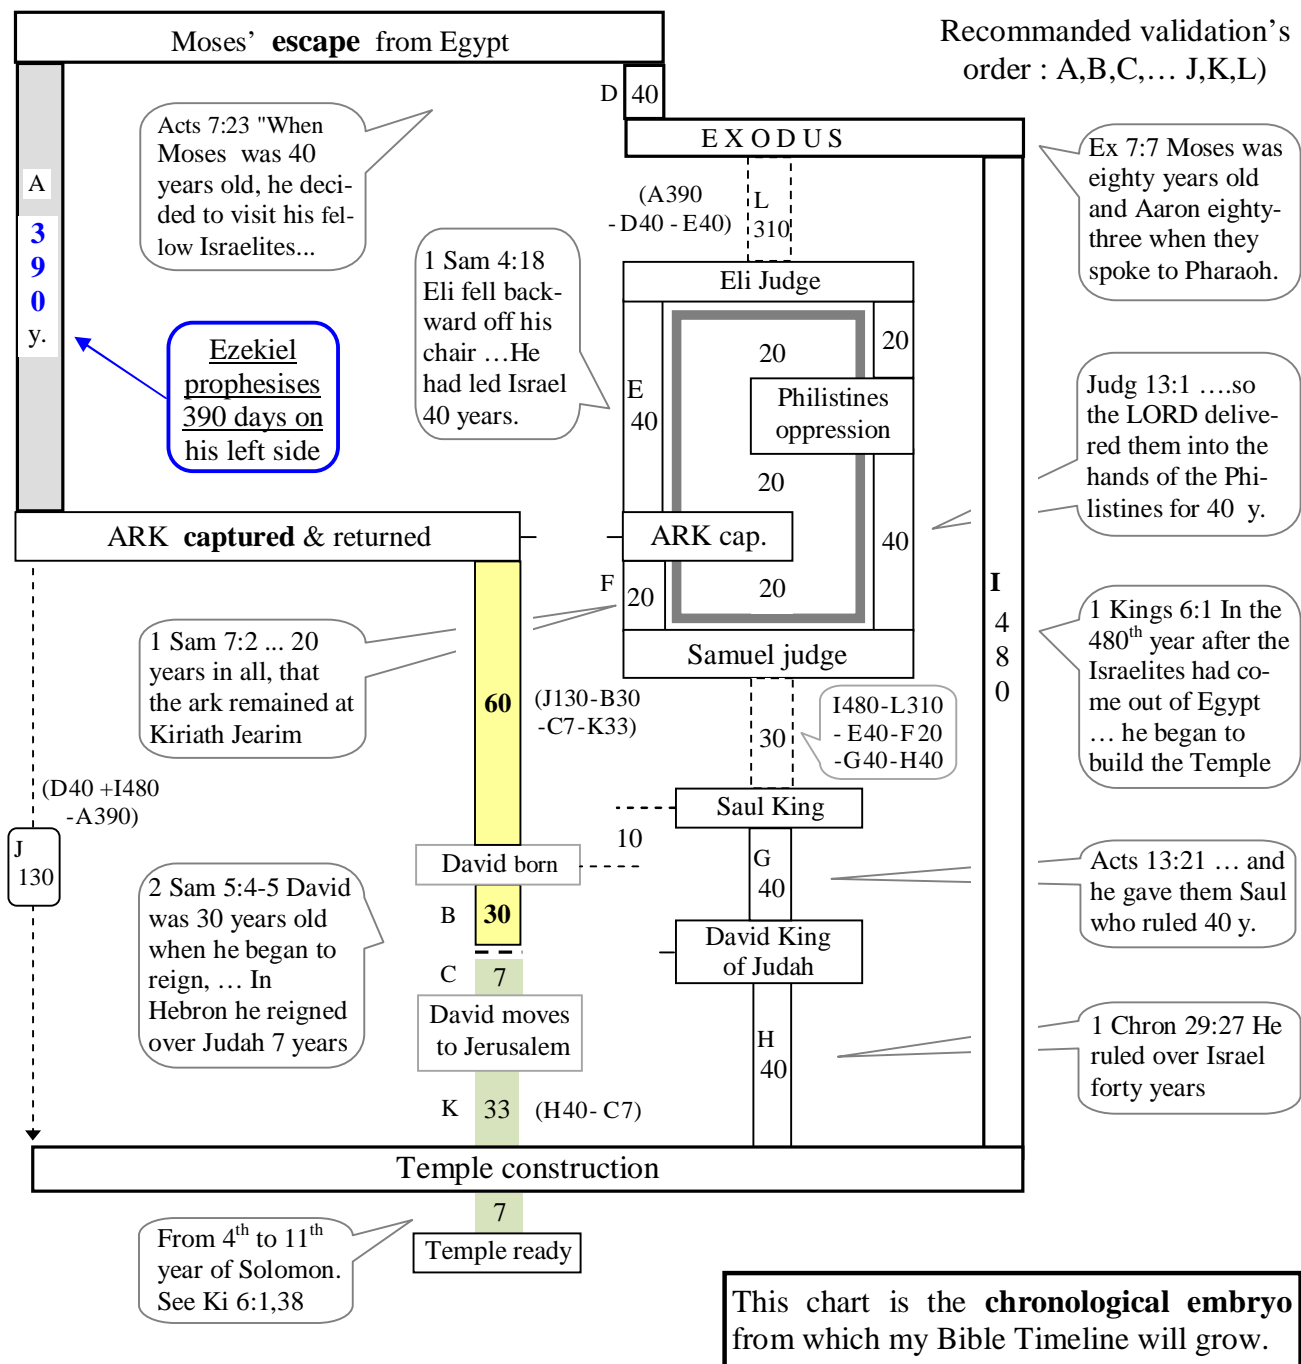 Moses' escape from Egypt
Recommanded validation's
order : A,B,C,… J,K,L)
D 40
E X O D U S
Acts 7:23 "When
Moses was 40
years old, he deci-
ded to visit his fel-
low Israelites...
Ex 7:7 Moses was
eighty years old
and Aaron eighty-
three when they
spoke to Pharaoh.
A
3
9
0
y.
(A390
- D40 - E40)
L
310
1 Sam 4:18
Eli fell back-
ward off his
chair …He
had led Israel
40 years.
Eli Judge
20
20
E
40
Philistines
oppression
Ezekiel
prophesises
390 days on
his left side
Judg 13:1 ….so
the LORD delive-
red them into the
hands of the Phi-
listines for 40 y.
20
ARK captured & returned
ARK cap.
40
F
20
20
I
4
8
0
1 Sam 7:2 ... 20
years in all, that
the ark remained at
Kiriath Jearim
Samuel judge
1 Kings 6:1 In the
480th year after the
Israelites had co-
me out of Egypt
… he began to
build the Temple
60
(J130-B30
-C7-K33)
30
I480-L310
- E40-F20
-G40-H40
(D40 +I480
-A390)
J
130
Saul King
10
David born
G
40
Acts 13:21 … and
he gave them Saul
who ruled 40 y.
2 Sam 5:4-5 David
was 30 years old
when he began to
reign, … In
Hebron he reigned
over Judah 7 years
B 30
David King
of Judah
C 7
David moves
to Jerusalem
H
40
1 Chron 29:27 He
ruled over Israel
forty years
K 33 (H40- C7)
Temple construction
7
Temple ready
From 4th to 11th
year of Solomon.
See Ki 6:1,38
This chart is the chronological embryo
from which my Bible Timeline will grow.